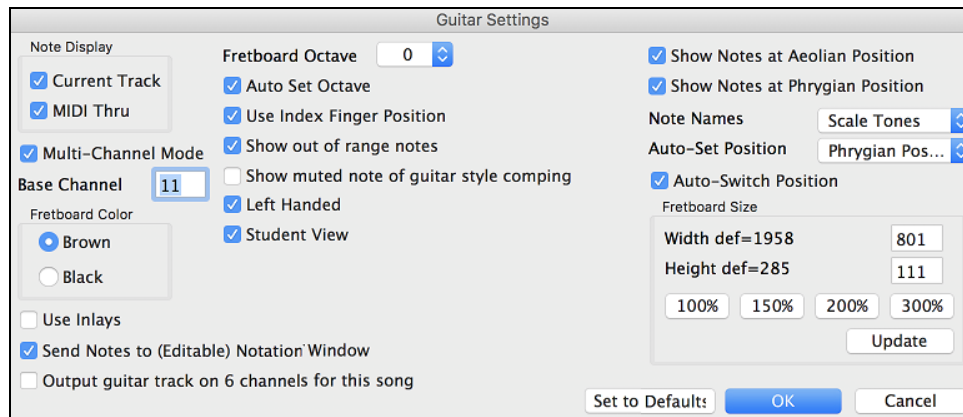 Guitar Settings
Note Display
Current Track
MIDI Thru
Multi-Channel Mode
Base Channel 11
Fretboard Color
Brown
Black
Use Inlays
Send Notes to (Editable) Notation Window
Output guitar track on 6 channels for this song
Fretboard Octave 0
Auto Set Octave
Use Index Finger Position
Show out of range notes
Show muted note of guitar style comping
Left Handed
Student View
Show Notes at Aeolian Position
Show Notes at Phrygian Position
Note Names Scale Tones
Auto-Set Position Phrygian Pos...
Auto-Switch Position
Fretboard Size
Width def=1958 801
Height def=285 111
100% 150% 200% 300%
Update
Set to Defaults OK Cancel